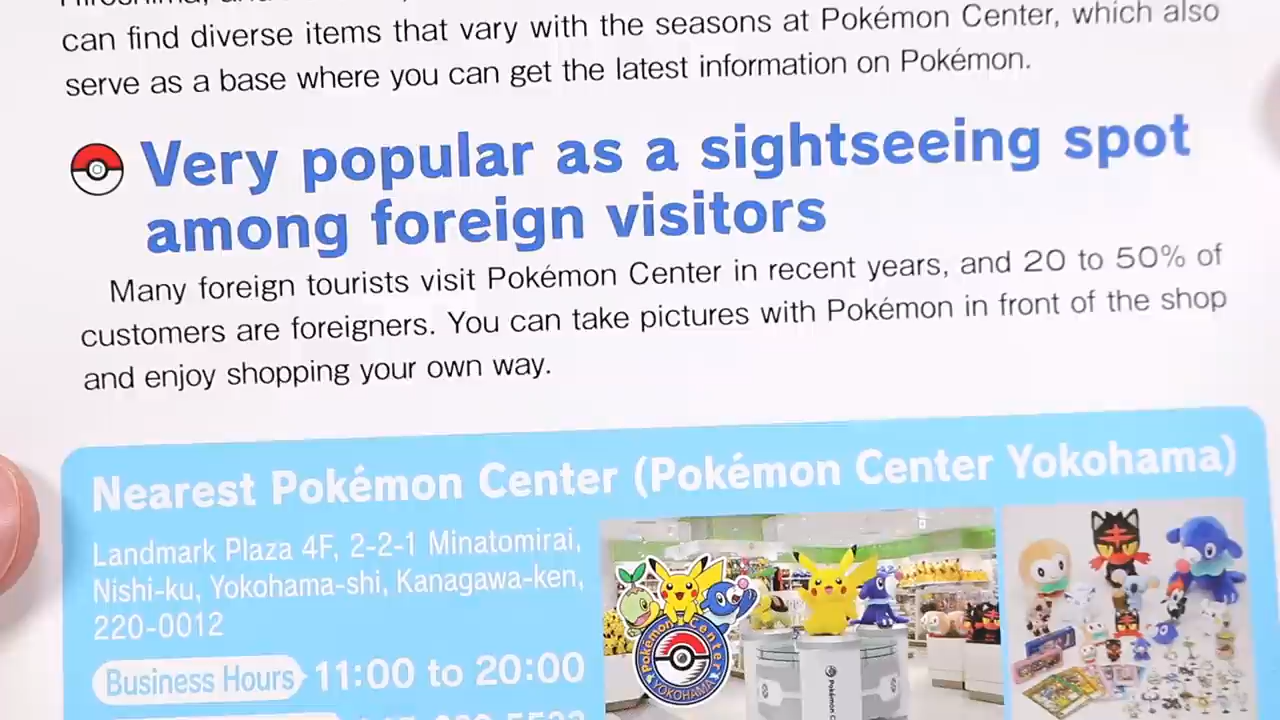 can find diverse items that vary with the seasons at Pokémon Center, which also
serve as a base where you can get the latest information on Pokémon.
Very popular as a sightseeing spot
among foreign visitors
Many foreign tourists visit Pokémon Center in recent years, and 20 to 50% of
customers are foreigners. You can take pictures with Pokémon in front of the shop
and enjoy shopping your own way.
Nearest Pokémon Center (Pokémon Center Yokohama)
Landmark Plaza 4F, 2-2-1 Minatomirai,
Nishi-ku, Yokohama-shi, Kanagawa-ken,
220-0012
Business Hours 11:00 to 20:00
Pokémon Center
YOKOHAMA